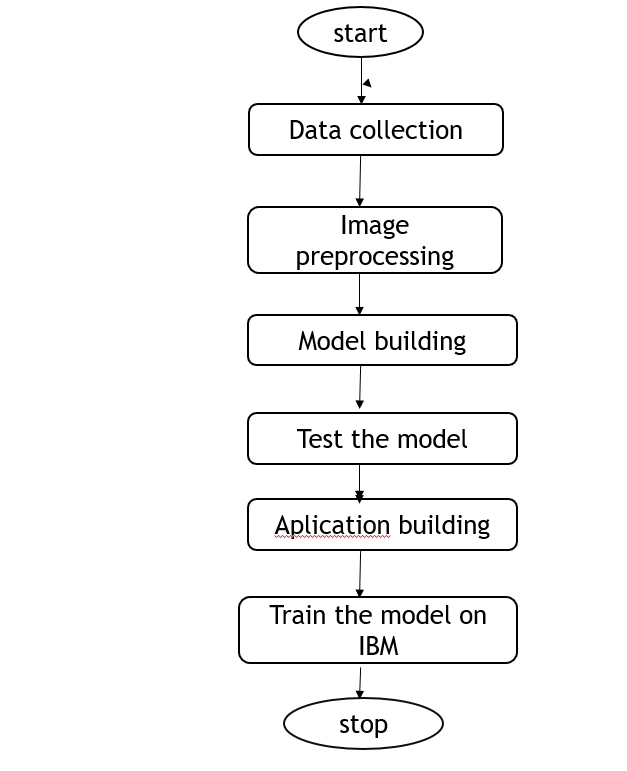 start
Data collection
Image
preprocessing
Model building
Test the model
Aplication building
Train the model on
IBM
stop